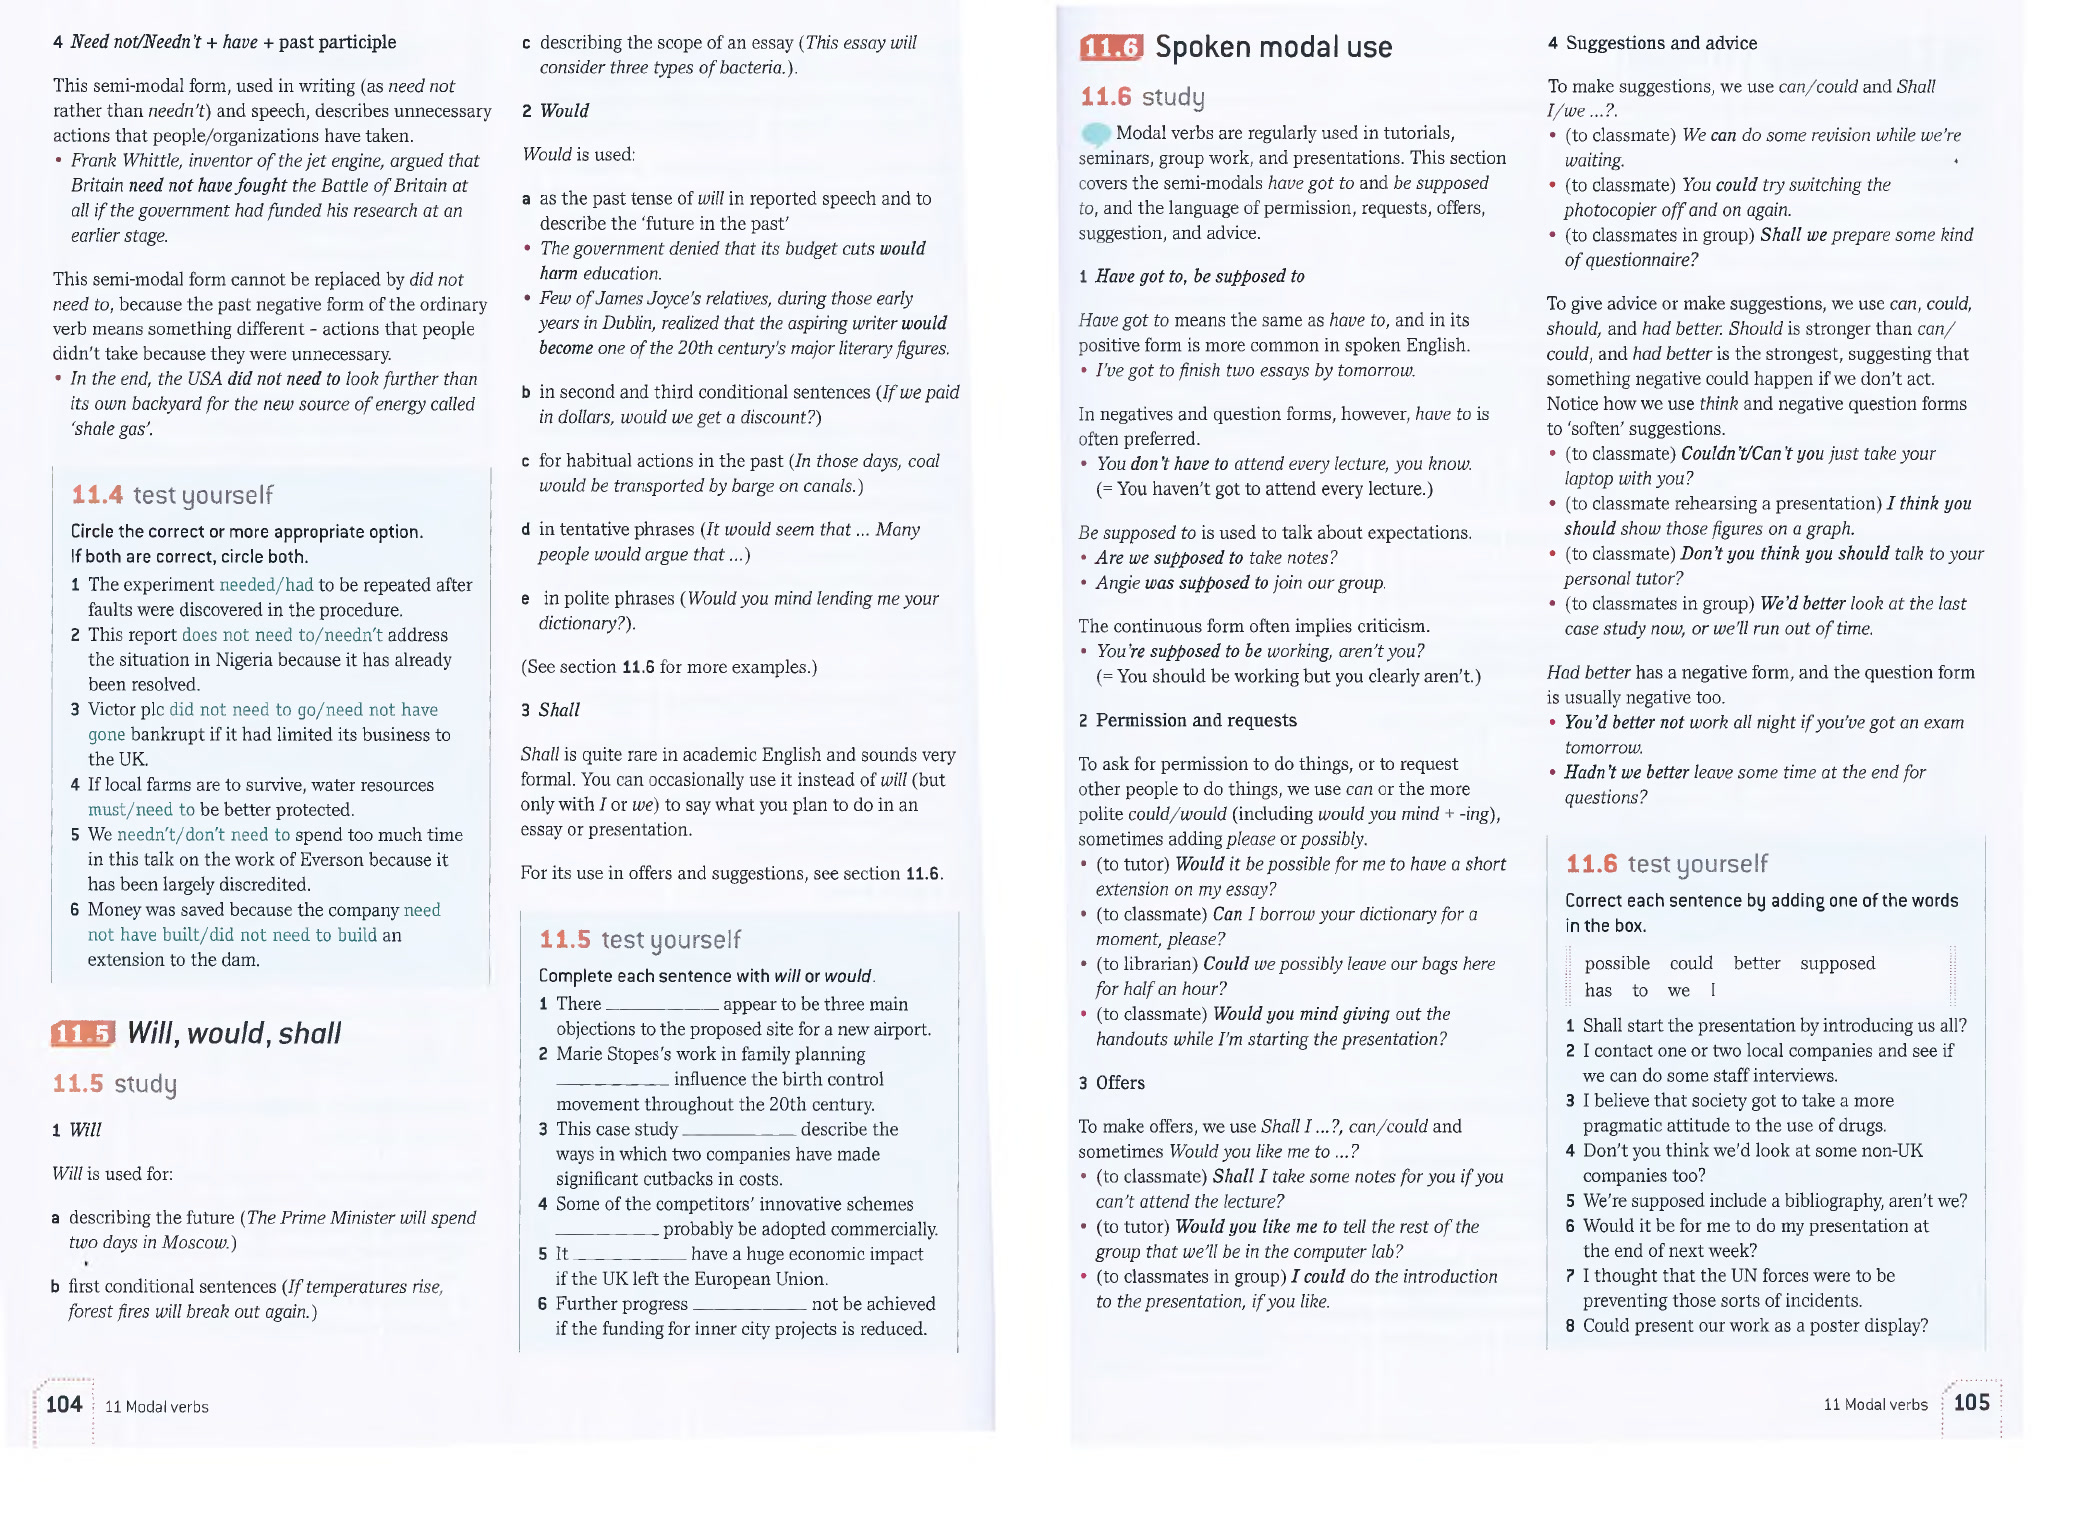 4 Need not/Needn't + have + past participle
This semi-modal form, used in writing (as need not
rather than needn't) and speech, describes unnecessary
actions that people/organizations have taken.
• Frank Whittle, inventor of the jet engine, argued that
Britain need not have fought the Battle of Britain at
all if the government had funded his research at an
earlier stage.
This semi-modal form cannot be replaced by did not
need to, because the past negative form of the ordinary
verb means something different – actions that people
didn't take because they were unnecessary.
• In the end, the USA did not need to look further than
its own backyard for the new source of energy called
'shale gas'.
11.4 test yourself
Circle the correct or more appropriate option.
If both are correct, circle both.
1 The experiment needed/had to be repeated after
faults were discovered in the procedure.
2 This report does not need to/needn't address
the situation in Nigeria because it has already
been resolved.
3 Victor plc did not need to go/need not have
gone bankrupt if it had limited its business to
the UK.
4 If local farms are to survive, water resources
must/need to be better protected.
5 We needn't/don't need to spend too much time
in this talk on the work of Everson because it
has been largely discredited.
6 Money was saved because the company need
not have built/did not need to build an
extension to the dam.
11.5 Will, would, shall
11.5 study
1 Will
Will is used for:
a describing the future (The Prime Minister will spend
two days in Moscow.)
b first conditional sentences (If temperatures rise,
forest fires will break out again.)
c describing the scope of an essay (This essay will
consider three types of bacteria.).
2 Would
Would is used:
a as the past tense of will in reported speech and to
describe the 'future in the past'
• The government denied that its budget cuts would
harm education.
• Few of James Joyce's relatives, during those early
years in Dublin, realized that the aspiring writer would
become one of the 20th century's major literary figures.
b in second and third conditional sentences (If we paid
in dollars, would we get a discount?)
c for habitual actions in the past (In those days, coal
would be transported by barge on canals.)
d in tentative phrases (It would seem that ... Many
people would argue that ...)
e in polite phrases (Would you mind lending me your
dictionary?).
(See section 11.6 for more examples.)
3 Shall
Shall is quite rare in academic English and sounds very
formal. You can occasionally use it instead of will (but
only with I or we) to say what you plan to do in an
essay or presentation.
For its use in offers and suggestions, see section 11.6.
11.5 test yourself
Complete each sentence with will or would.
1 There ____________ appear to be three main
objections to the proposed site for a new airport.
2 Marie Stopes's work in family planning
____________ influence the birth control
movement throughout the 20th century.
3 This case study ____________ describe the
ways in which two companies have made
significant cutbacks in costs.
4 Some of the competitors' innovative schemes
____________ probably be adopted commercially.
5 It ____________ have a huge economic impact
if the UK left the European Union.
6 Further progress ____________ not be achieved
if the funding for inner city projects is reduced.
104 11 Modal verbs
11.6 Spoken modal use
11.6 study
Modal verbs are regularly used in tutorials,
seminars, group work, and presentations. This section
covers the semi-modals have got to and be supposed
to, and the language of permission, requests, offers,
suggestion, and advice.
1 Have got to, be supposed to
Have got to means the same as have to, and in its
positive form is more common in spoken English.
• I've got to finish two essays by tomorrow.
In negatives and question forms, however, have to is
often preferred.
• You don't have to attend every lecture, you know.
(= You haven't got to attend every lecture.)
Be supposed to is used to talk about expectations.
• Are we supposed to take notes?
• Angie was supposed to join our group.
The continuous form often implies criticism.
• You're supposed to be working, aren't you?
(= You should be working but you clearly aren't.)
2 Permission and requests
To ask for permission to do things, or to request
other people to do things, we use can or the more
polite could/would (including would you mind + -ing),
sometimes adding please or possibly.
• (to tutor) Would it be possible for me to have a short
extension on my essay?
• (to classmate) Can I borrow your dictionary for a
moment, please?
• (to librarian) Could we possibly leave our bags here
for half an hour?
• (to classmate) Would you mind giving out the
handouts while I'm starting the presentation?
3 Offers
To make offers, we use Shall I ...?, can/could and
sometimes Would you like me to ...?
• (to classmate) Shall I take some notes for you if you
can't attend the lecture?
• (to tutor) Would you like me to tell the rest of the
group that we'll be in the computer lab?
• (to classmates in group) I could do the introduction
to the presentation, if you like.
4 Suggestions and advice
To make suggestions, we use can/could and Shall
I/we ...?.
• (to classmate) We can do some revision while we're
waiting.
• (to classmate) You could try switching the
photocopier off and on again.
• (to classmates in group) Shall we prepare some kind
of questionnaire?
To give advice or make suggestions, we use can, could,
should, and had better. Should is stronger than can/
could, and had better is the strongest, suggesting that
something negative could happen if we don't act.
Notice how we use think and negative question forms
to 'soften' suggestions.
• (to classmate) Couldn't/Can't you just take your
laptop with you?
• (to classmate rehearsing a presentation) I think you
should show those figures on a graph.
• (to classmate) Don't you think you should talk to your
personal tutor?
• (to classmates in group) We'd better look at the last
case study now, or we'll run out of time.
Had better has a negative form, and the question form
is usually negative too.
• You'd better not work all night if you've got an exam
tomorrow.
• Hadn't we better leave some time at the end for
questions?
11.6 test yourself
Correct each sentence by adding one of the words
in the box.
possible could better supposed
has to we I
1 Shall start the presentation by introducing us all?
2 I contact one or two local companies and see if
we can do some staff interviews.
3 I believe that society got to take a more
pragmatic attitude to the use of drugs.
4 Don't you think we'd look at some non-UK
companies too?
5 We're supposed include a bibliography, aren't we?
6 Would it be for me to do my presentation at
the end of next week?
7 I thought that the UN forces were to be
preventing those sorts of incidents.
8 Could present our work as a poster display?
11 Modal verbs 105